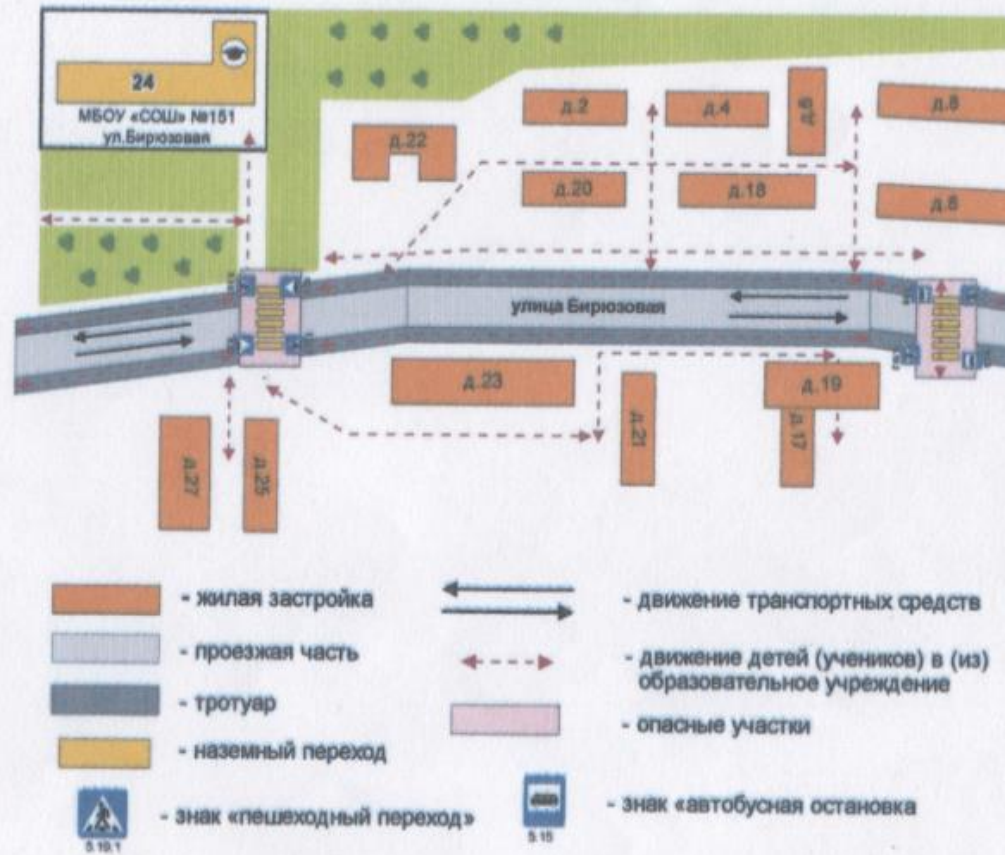 24
МБОУ «СОШ» №151
ул.Бирюзовая
д.22
д.2
д.4
д.6
д.8
д.20
д.18
д.6
улица Бирюзовая
д.23
д.21
д.19
д.17
д.27
д.25
- жилая застройка
- проезжая часть
- тротуар
- наземный переход
5.19.1
- знак «пешеходный переход»
- движение транспортных средств
- движение детей (учеников) в (из)
образовательное учреждение
- опасные участки
5.15
- знак «автобусная остановка